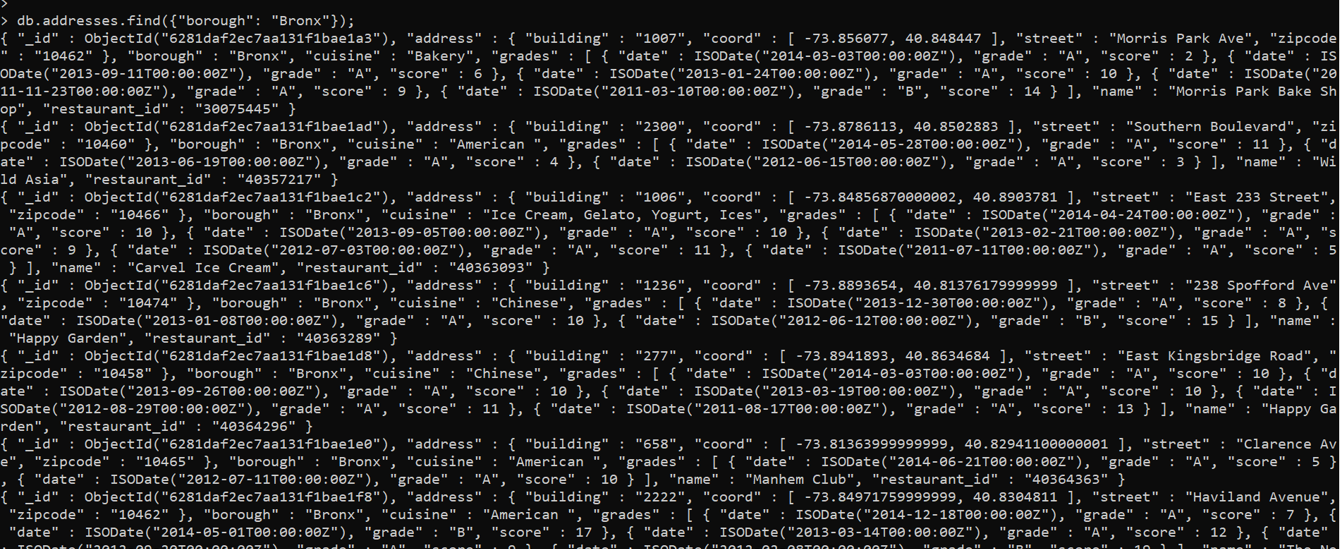 >
> db.addresses.find({"borough": "Bronx"});
{ "_id" : ObjectId("6281daf2ec7aa131f1bae1a3"), "address" : { "building" : "1007", "coord" : [ -73.856077, 40.848447 ], "street" : "Morris Park Ave", "zipcode
" : "10462" }, "borough" : "Bronx", "cuisine" : "Bakery", "grades" : [ { "date" : ISODate("2014-03-03T00:00:00Z"), "grade" : "A", "score" : 2 }, { "date" : IS
ODate("2013-09-11T00:00:00Z"), "grade" : "A", "score" : 6 }, { "date" : ISODate("2013-01-24T00:00:00Z"), "grade" : "A", "score" : 10 }, { "date" : ISODate("20
11-11-23T00:00:00Z"), "grade" : "A", "score" : 9 }, { "date" : ISODate("2011-03-10T00:00:00Z"), "grade" : "B", "score" : 14 } ], "name" : "Morris Park Bake Sh
op", "restaurant_id" : "30075445" }
{ "_id" : ObjectId("6281daf2ec7aa131f1bae1ad"), "address" : { "building" : "2300", "coord" : [ -73.8786113, 40.8502883 ], "street" : "Southern Boulevard", "zi
pcode" : "10460" }, "borough" : "Bronx", "cuisine" : "American ", "grades" : [ { "date" : ISODate("2014-05-28T00:00:00Z"), "grade" : "A", "score" : 11 }, { "d
ate" : ISODate("2013-06-19T00:00:00Z"), "grade" : "A", "score" : 4 }, { "date" : ISODate("2012-06-15T00:00:00Z"), "grade" : "A", "score" : 3 } ], "name" : "Wi
ld Asia", "restaurant_id" : "40357217" }
{ "_id" : ObjectId("6281daf2ec7aa131f1bae1c2"), "address" : { "building" : "1006", "coord" : [ -73.84856870000002, 40.8903781 ], "street" : "East 233 Street",
 "zipcode" : "10466" }, "borough" : "Bronx", "cuisine" : "Ice Cream, Gelato, Yogurt, Ices", "grades" : [ { "date" : ISODate("2014-04-24T00:00:00Z"), "grade" :
 "A", "score" : 10 }, { "date" : ISODate("2013-09-05T00:00:00Z"), "grade" : "A", "score" : 10 }, { "date" : ISODate("2013-02-21T00:00:00Z"), "grade" : "A", "s
core" : 9 }, { "date" : ISODate("2012-07-03T00:00:00Z"), "grade" : "A", "score" : 11 }, { "date" : ISODate("2011-07-11T00:00:00Z"), "grade" : "A", "score" : 5
 } ], "name" : "Carvel Ice Cream", "restaurant_id" : "40363093" }
{ "_id" : ObjectId("6281daf2ec7aa131f1bae1c6"), "address" : { "building" : "1236", "coord" : [ -73.8893654, 40.81376179999999 ], "street" : "238 Spofford Ave"
, "zipcode" : "10474" }, "borough" : "Bronx", "cuisine" : "Chinese", "grades" : [ { "date" : ISODate("2013-12-30T00:00:00Z"), "grade" : "A", "score" : 8 }, {
"date" : ISODate("2013-01-08T00:00:00Z"), "grade" : "A", "score" : 10 }, { "date" : ISODate("2012-06-12T00:00:00Z"), "grade" : "B", "score" : 15 } ], "name" :
 "Happy Garden", "restaurant_id" : "40363289" }
{ "_id" : ObjectId("6281daf2ec7aa131f1bae1d8"), "address" : { "building" : "277", "coord" : [ -73.8941893, 40.8634684 ], "street" : "East Kingsbridge Road", "
zipcode" : "10458" }, "borough" : "Bronx", "cuisine" : "Chinese", "grades" : [ { "date" : ISODate("2014-03-03T00:00:00Z"), "grade" : "A", "score" : 10 }, { "d
ate" : ISODate("2013-09-26T00:00:00Z"), "grade" : "A", "score" : 10 }, { "date" : ISODate("2013-03-19T00:00:00Z"), "grade" : "A", "score" : 10 }, { "date" : I
SODate("2012-08-29T00:00:00Z"), "grade" : "A", "score" : 11 }, { "date" : ISODate("2011-08-17T00:00:00Z"), "grade" : "A", "score" : 13 } ], "name" : "Happy Ga
rden", "restaurant_id" : "40364296" }
{ "_id" : ObjectId("6281daf2ec7aa131f1bae1e0"), "address" : { "building" : "658", "coord" : [ -73.81363999999999, 40.82941100000001 ], "street" : "Clarence Av
e", "zipcode" : "10465" }, "borough" : "Bronx", "cuisine" : "American ", "grades" : [ { "date" : ISODate("2014-06-21T00:00:00Z"), "grade" : "A", "score" : 5 }
, { "date" : ISODate("2012-07-11T00:00:00Z"), "grade" : "A", "score" : 10 } ], "name" : "Manhem Club", "restaurant_id" : "40364363" }
{ "_id" : ObjectId("6281daf2ec7aa131f1bae1f8"), "address" : { "building" : "2222", "coord" : [ -73.84971759999999, 40.8304811 ], "street" : "Haviland Avenue",
 "zipcode" : "10462" }, "borough" : "Bronx", "cuisine" : "American ", "grades" : [ { "date" : ISODate("2014-12-18T00:00:00Z"), "grade" : "A", "score" : 7 }, {
 "date" : ISODate("2014-05-01T00:00:00Z"), "grade" : "B", "score" : 17 }, { "date" : ISODate("2013-03-14T00:00:00Z"), "grade" : "A", "score" : 12 }, { "date"